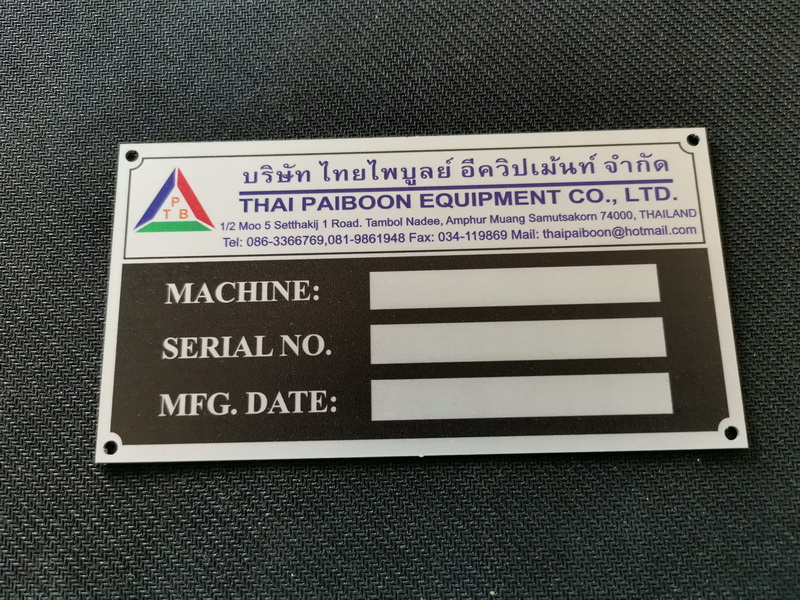 P
T B
บริษัท ไทยไพบูลย์ อีควิปเม้นท์ จำกัด
THAI PAIBOON EQUIPMENT CO., LTD.
1/2 Moo 5 Setthakij 1 Road. Tambol Nadee, Amphur Muang Samutsakorn 74000, THAILAND
Tel: 086-3366769,081-9861948 Fax: 034-119869 Mail: thaipaiboon@hotmail.com
MACHINE:
SERIAL NO.
MFG. DATE: